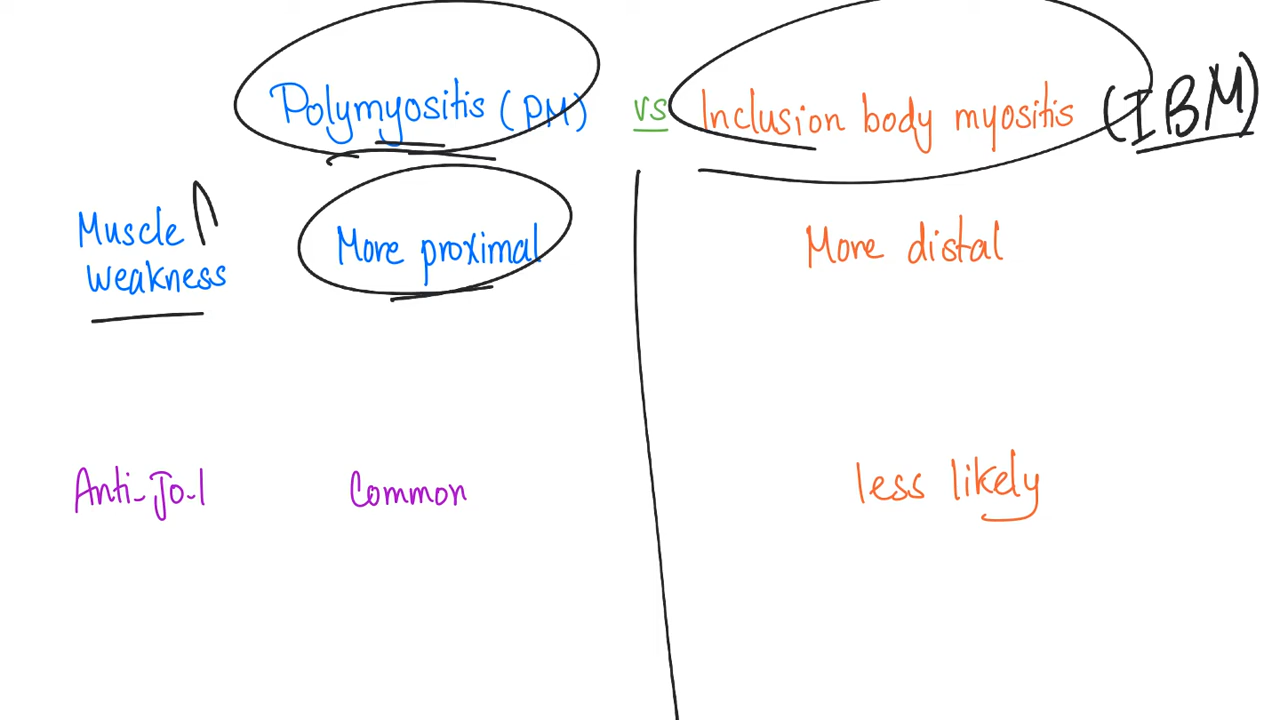 Polymyositis (PM) vs Inclusion body myositis (IBM)
Muscle weakness More proximal More distal
Anti-Jo-1 Common less likely